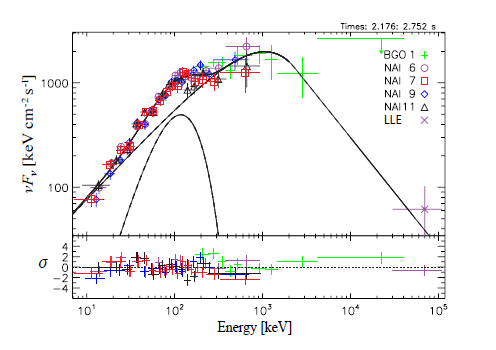 Times: 2.176; 2.752 s
BGO 1
NAI 6
NAI 7
NAI 9
NAI 11
LLE
1000
100
νFν [keV cm⁻² s⁻¹]
4
2
0
−2
−4
σ
10¹ 10² 10³ 10⁴ 10⁵
Energy [keV]